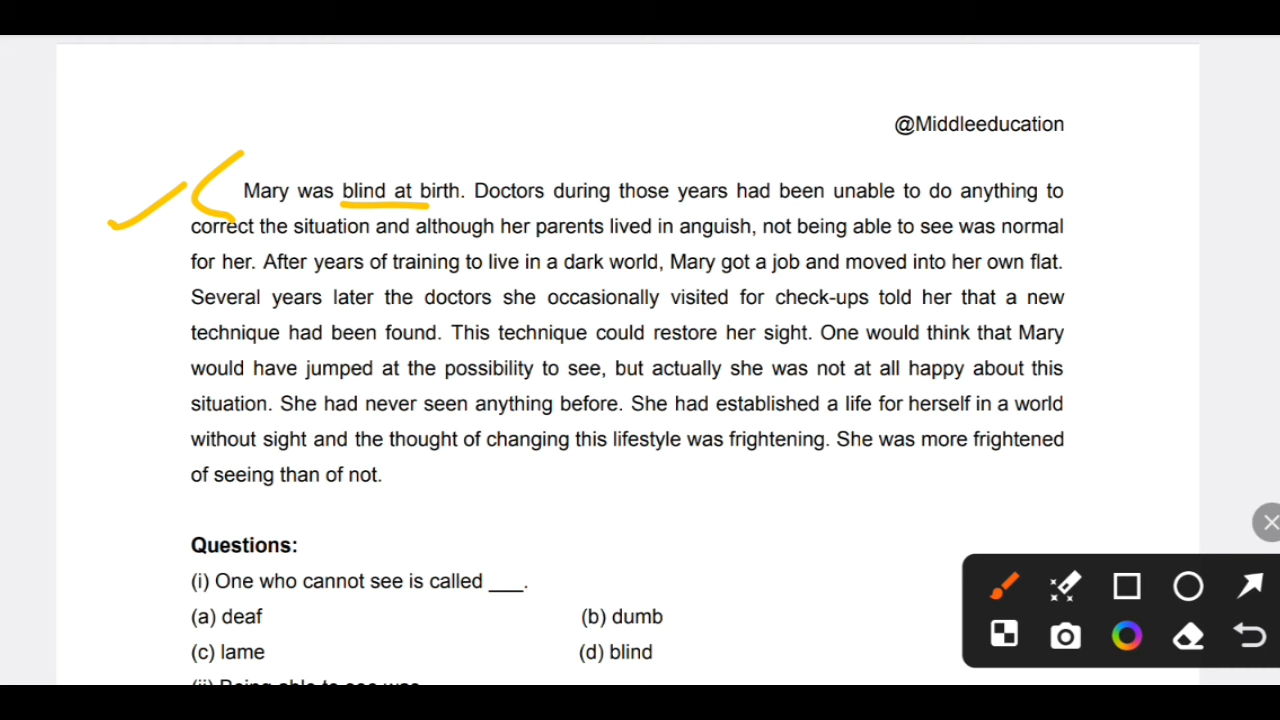 @Middleeducation
Mary was blind at birth. Doctors during those years had been unable to do anything to
correct the situation and although her parents lived in anguish, not being able to see was normal
for her. After years of training to live in a dark world, Mary got a job and moved into her own flat.
Several years later the doctors she occasionally visited for check-ups told her that a new
technique had been found. This technique could restore her sight. One would think that Mary
would have jumped at the possibility to see, but actually she was not at all happy about this
situation. She had never seen anything before. She had established a life for herself in a world
without sight and the thought of changing this lifestyle was frightening. She was more frightened
of seeing than of not.
Questions:
(i) One who cannot see is called ___.
(a) deaf (b) dumb
(c) lame (d) blind
(ii) Being able to see was